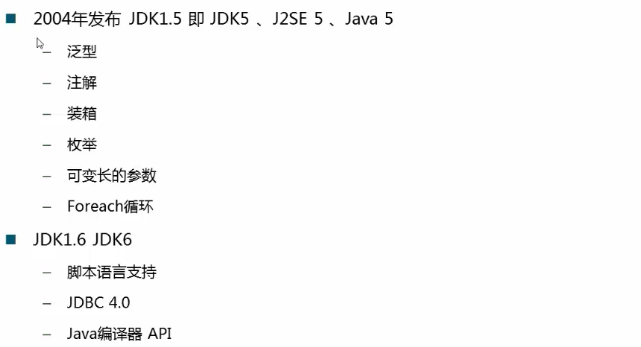 ■ 2004年发布 JDK1.5 即 JDK5 、J2SE 5 、Java 5
– 泛型
– 注解
– 装箱
– 枚举
– 可变长的参数
– Foreach循环
■ JDK1.6 JDK6
– 脚本语言支持
– JDBC 4.0
– Java编译器 API